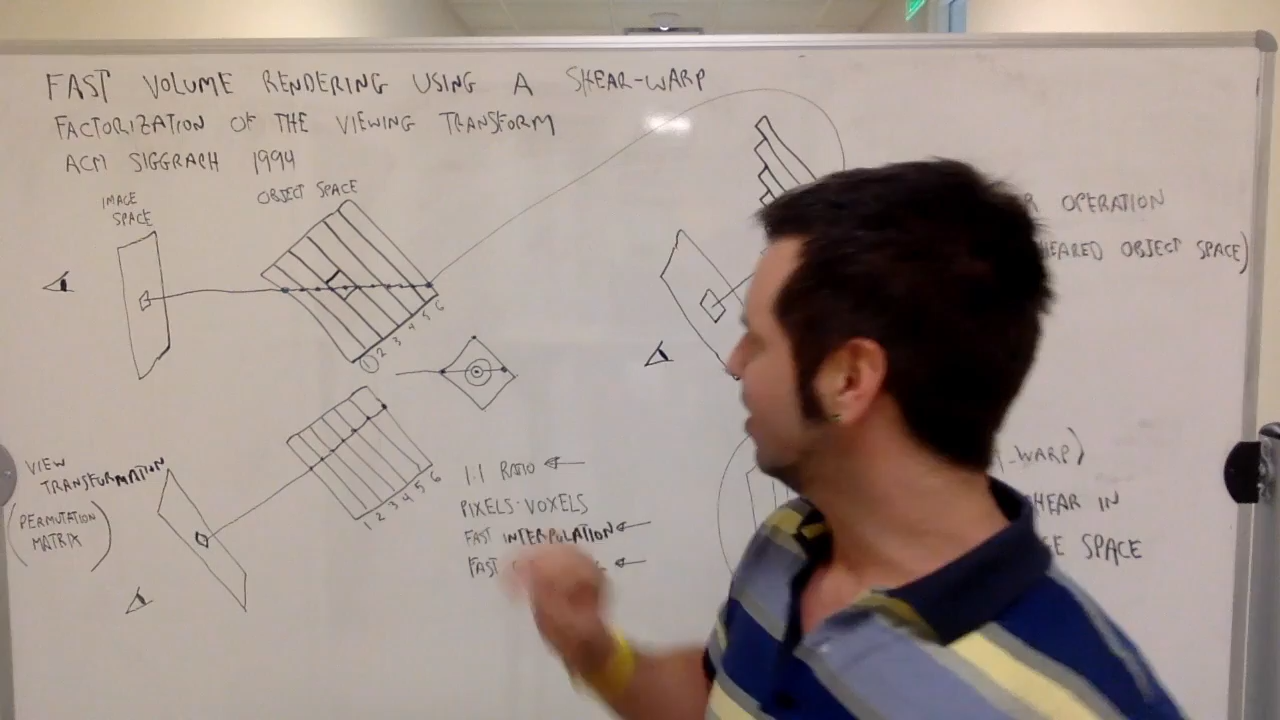 FAST VOLUME RENDERING USING A SHEAR-WARP
FACTORIZATION OF THE VIEWING TRANSFORM
ACM SIGGRAPH 1994
IMAGE
SPACE
OBJECT SPACE
1 2 3 4 5 6
VIEW
TRANSFORMATION
(PERMUTATION
MATRIX)
1 2 3 4 5 6
1:1 RATIO
PIXELS-VOXELS
FAST INTERPOLATION
FAST
OPERATION
OBJECT SPACE)
WARP)
IN
SPACE